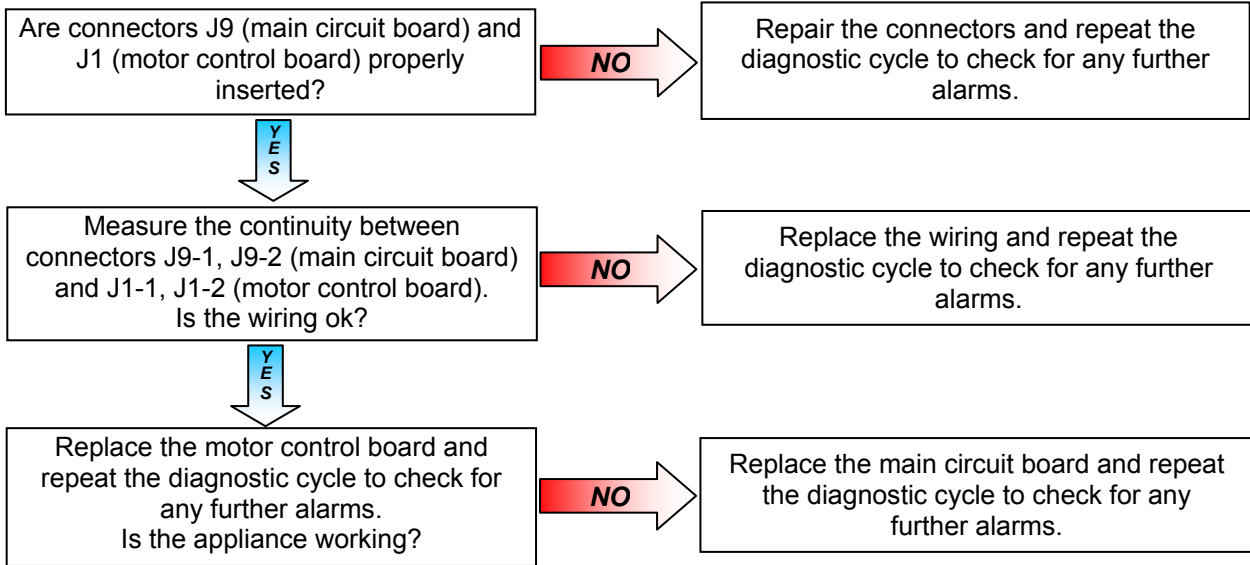 Are connectors J9 (main circuit board) and
J1 (motor control board) properly
inserted?
NO
Repair the connectors and repeat the
diagnostic cycle to check for any further
alarms.
YES
Measure the continuity between
connectors J9-1, J9-2 (main circuit board)
and J1-1, J1-2 (motor control board).
Is the wiring ok?
NO
Replace the wiring and repeat the
diagnostic cycle to check for any further
alarms.
YES
Replace the motor control board and
repeat the diagnostic cycle to check for
any further alarms.
Is the appliance working?
NO
Replace the main circuit board and repeat
the diagnostic cycle to check for any
further alarms.